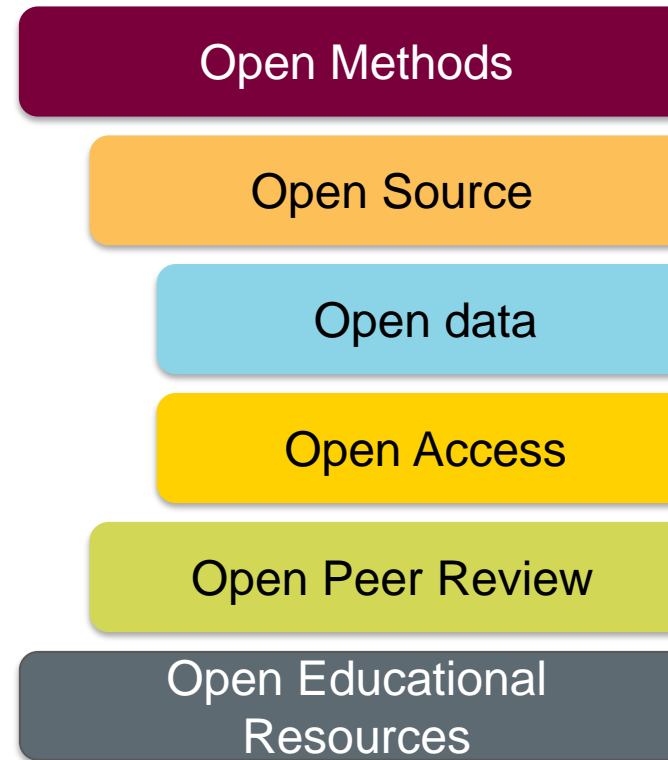 Open Methods
Open Source
Open data
Open Access
Open Peer Review
Open Educational
Resources